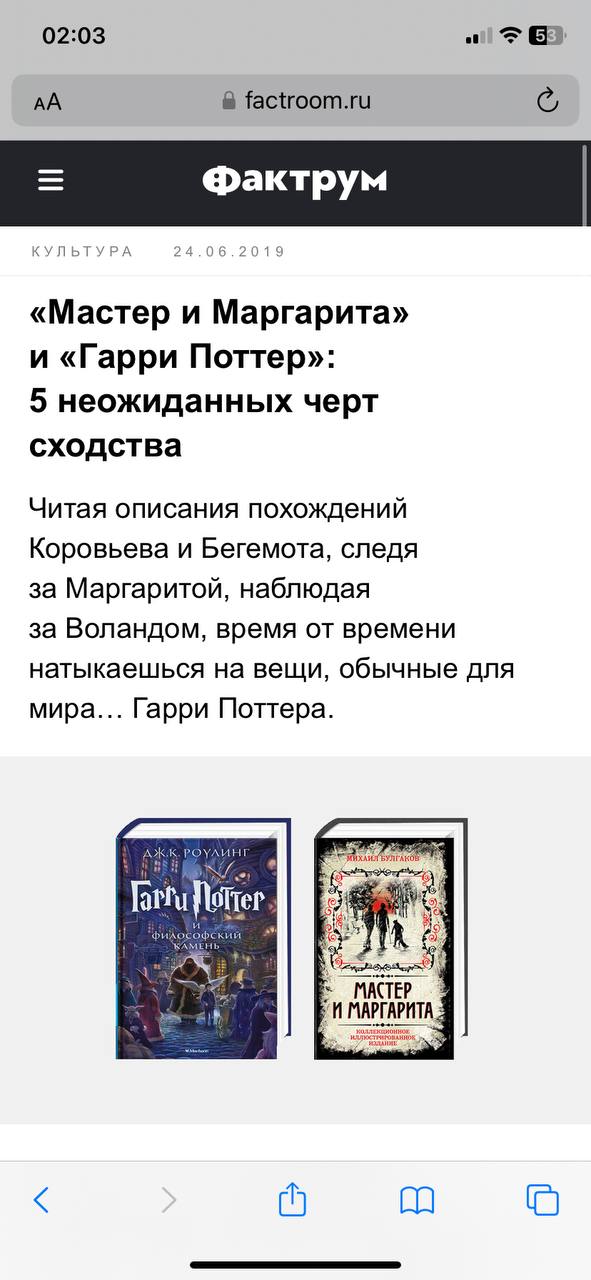 02:03
53
AA
factroom.ru
Фактрум
КУЛЬТУРА 24.06.2019
«Мастер и Маргарита»
и «Гарри Поттер»:
5 неожиданных черт
сходства
Читая описания похождений
Коровьева и Бегемота, следя
за Маргаритой, наблюдая
за Воландом, время от времени
натыкаешься на вещи, обычные для
мира… Гарри Поттера.
ДЖ.К. РОУЛИНГ
Гарри Поттер
и
философский
камень
МИХАИЛ БУЛГАКОВ
МАСТЕР
И МАРГАРИТА
КОЛЛЕКЦИОННОЕ
ИЛЛЮСТРИРОВАННОЕ
ИЗДАНИЕ